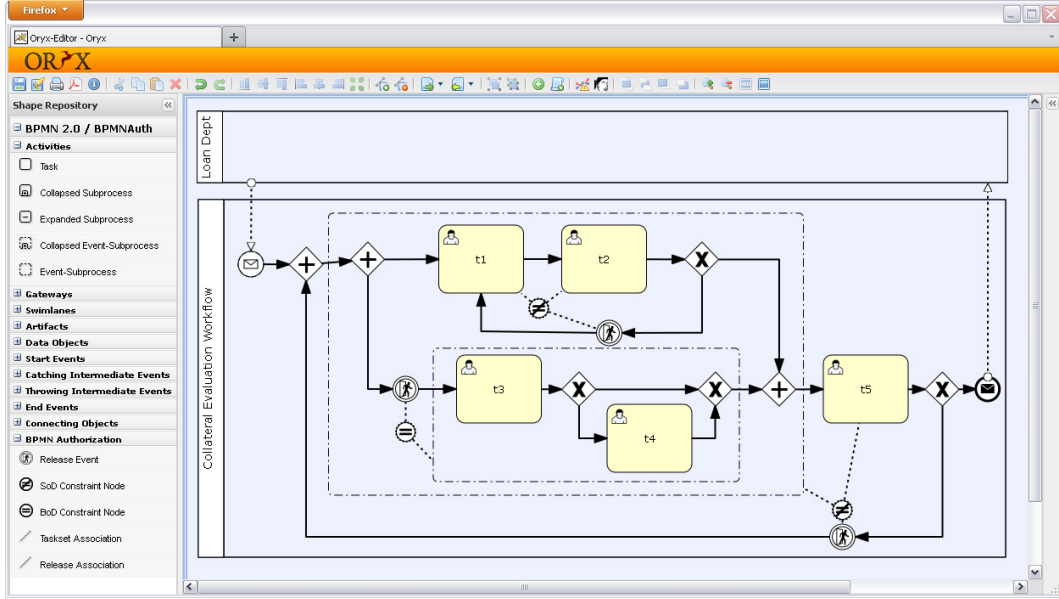 Firefox
Oryx-Editor - Oryx
ORYX
Shape Repository
BPMN 2.0 / BPMNAuth
Activities
Task
Collapsed Subprocess
Expanded Subprocess
Collapsed Event-Subprocess
Event-Subprocess
Gateways
Swimlanes
Artifacts
Data Objects
Start Events
Catching Intermediate Events
Throwing Intermediate Events
End Events
Connecting Objects
BPMN Authorization
Release Event
SoD Constraint Node
BoD Constraint Node
Taskset Association
Release Association
Loan Dept
Collateral Evaluation Workflow
t1
t2
t3
t4
t5